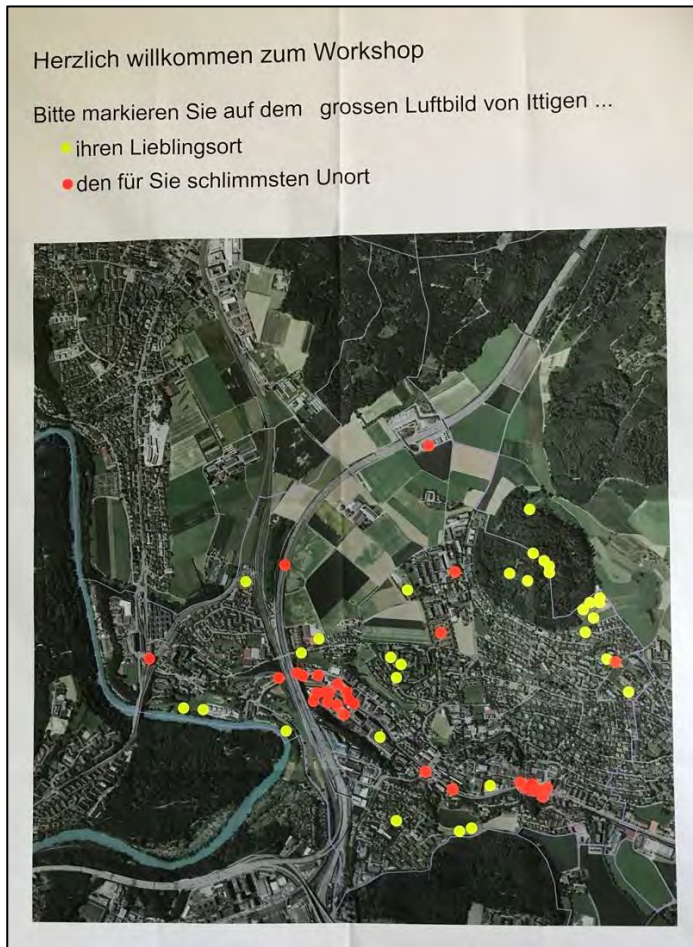 Herzlich willkommen zum Workshop
Bitte markieren Sie auf dem grossen Luftbild von Ittigen ...
ihren Lieblingsort
den für Sie schlimmsten Unort